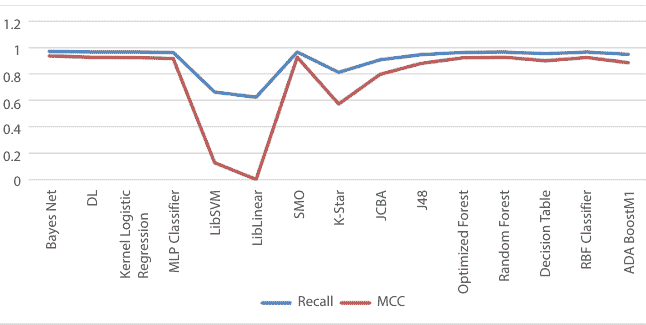 1.2
1
0.8
0.6
0.4
0.2
0
Bayes Net
DL
Kernel Logistic
Regression
MLP Classifier
LibSVM
LibLinear
SMO
K-Star
JCBA
J48
Optimized Forest
Random Forest
Decision Table
RBF Classifier
ADA BoostM1
Recall
MCC